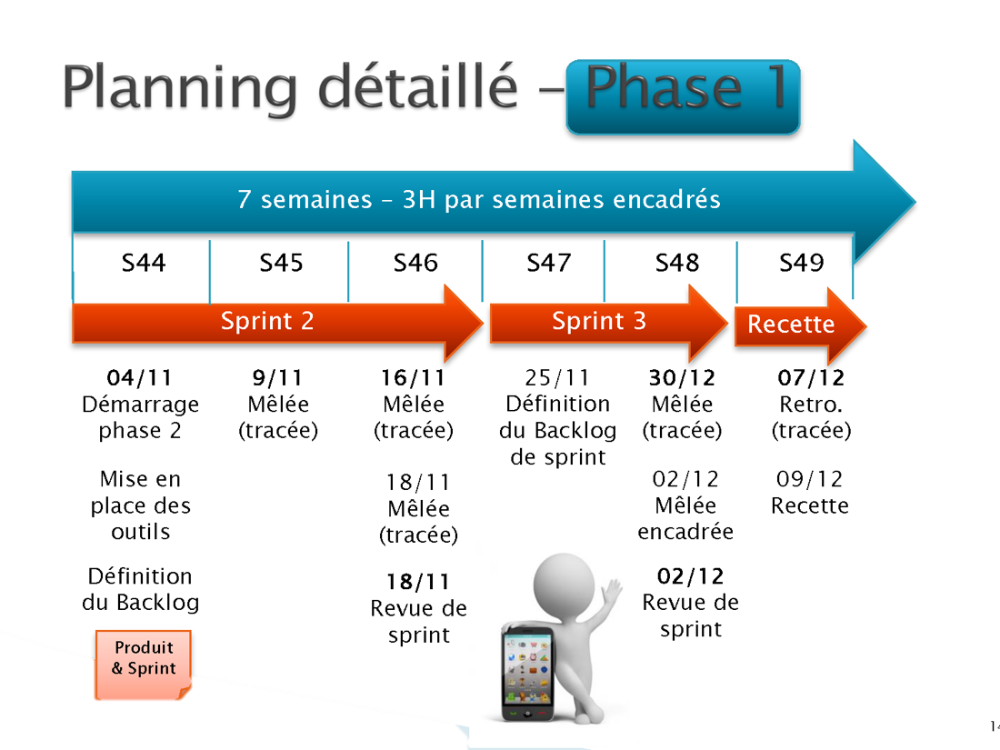 Planning détaillé – Phase 1
7 semaines – 3H par semaines encadrés
S44 S45 S46 S47 S48 S49
Sprint 2 Sprint 3 Recette
04/11
Démarrage
phase 2
Mise en
place des
outils
Définition
du Backlog
Produit
& Sprint
9/11
Mêlée
(tracée)
16/11
Mêlée
(tracée)
18/11
Mêlée
(tracée)
18/11
Revue de
sprint
25/11
Définition
du Backlog
de sprint
30/12
Mêlée
(tracée)
02/12
Mêlée
encadrée
02/12
Revue de
sprint
07/12
Retro.
(tracée)
09/12
Recette